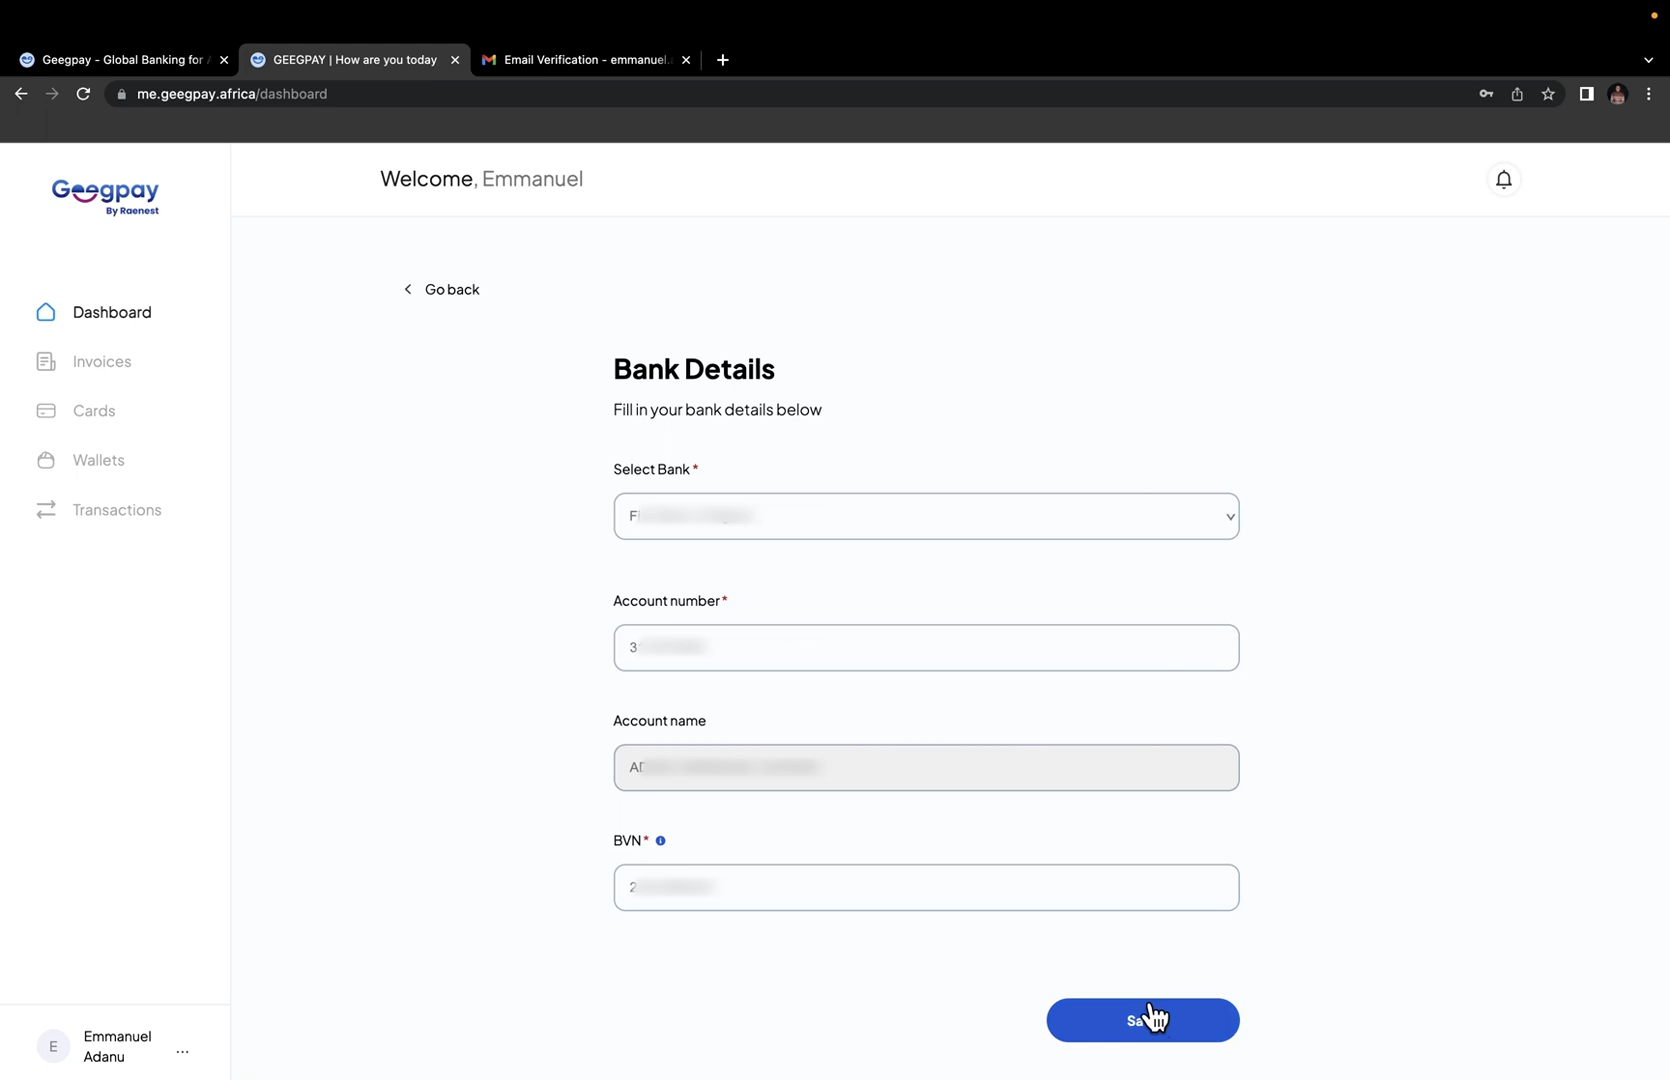 Geegpay - Global Banking for
GEEGPAY | How are you today
Email Verification - emmanuel.
me.geegpay.africa/dashboard
Geegpay
By Raenest
Welcome, Emmanuel
Go back
Dashboard
Invoices
Cards
Wallets
Transactions
Bank Details
Fill in your bank details below
Select Bank *
Account number *
Account name
BVN *
E
Emmanuel
Adanu
...